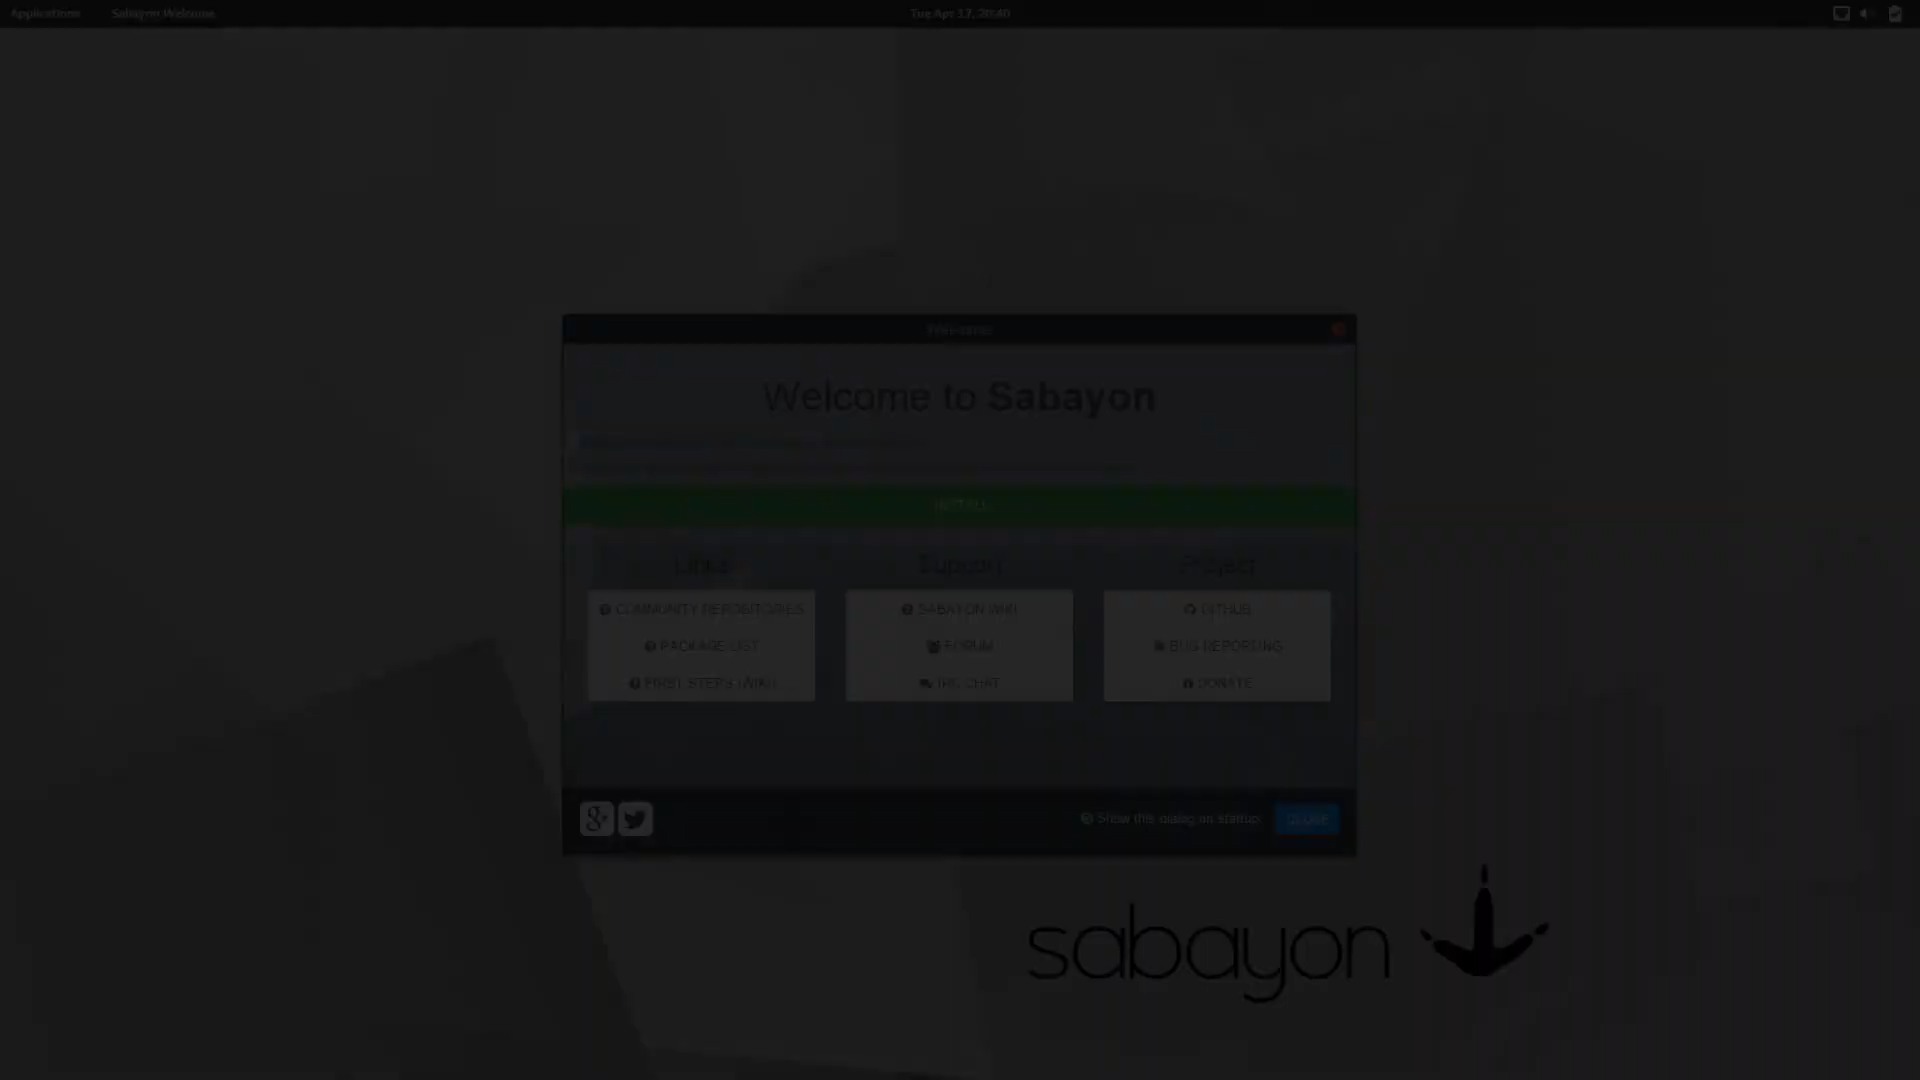 Applications Sabayon Welcome Tue Apr 17, 20:40
Welcome
Welcome to Sabayon
INSTALL
Links Support Project
COMMUNITY REPOSITORIES SABAYON WIKI GITHUB
PACKAGE LIST FORUM BUG REPORTING
FIRST STEPS (WIKI) IRC CHAT DONATE
Show this dialog on startup CLOSE
sabayon